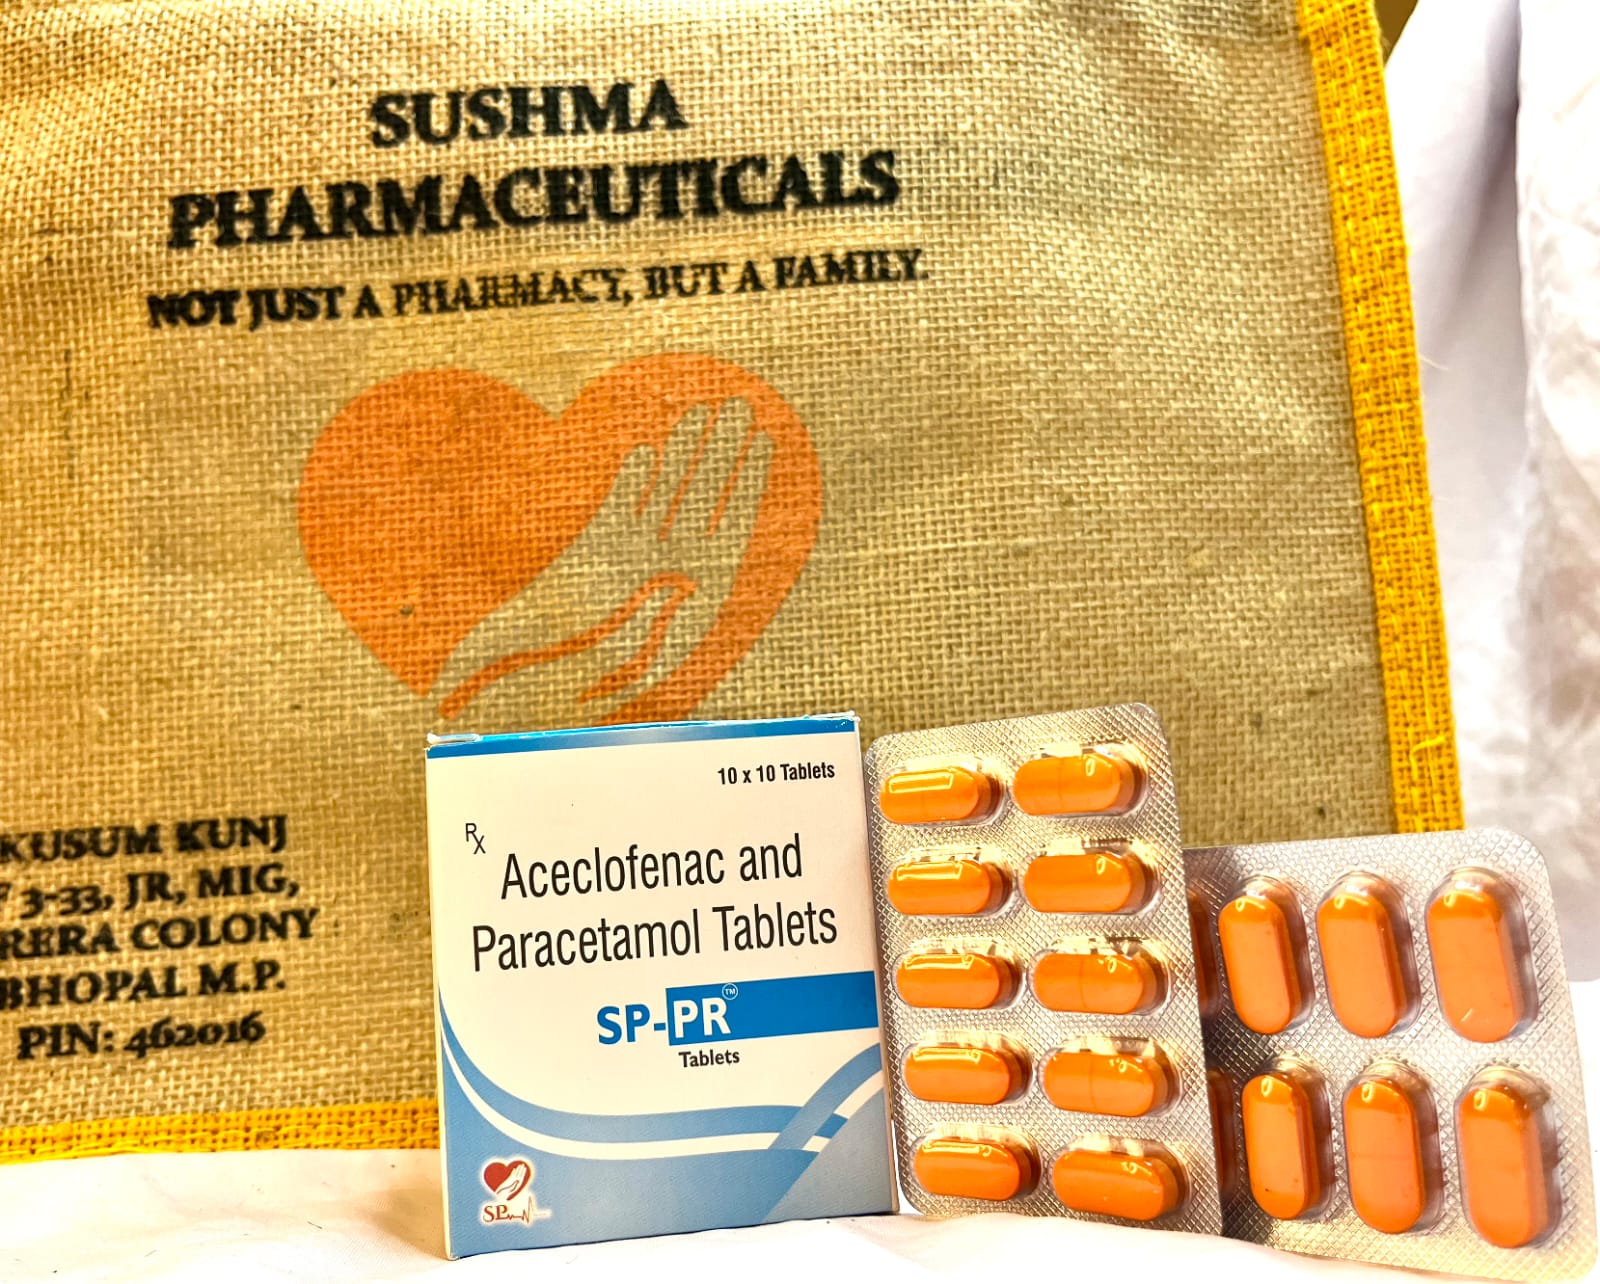 SUSHMA
PHARMACEUTICALS
NOT JUST A PHARMACY, BUT A FAMILY.
KUSUM KUNJ
3-33, JR, MIG,
RERA COLONY
BHOPAL M.P.
PIN: 462016
10 x 10 Tablets
Rx
Aceclofenac and
Paracetamol Tablets
SP-PR™
Tablets
SP